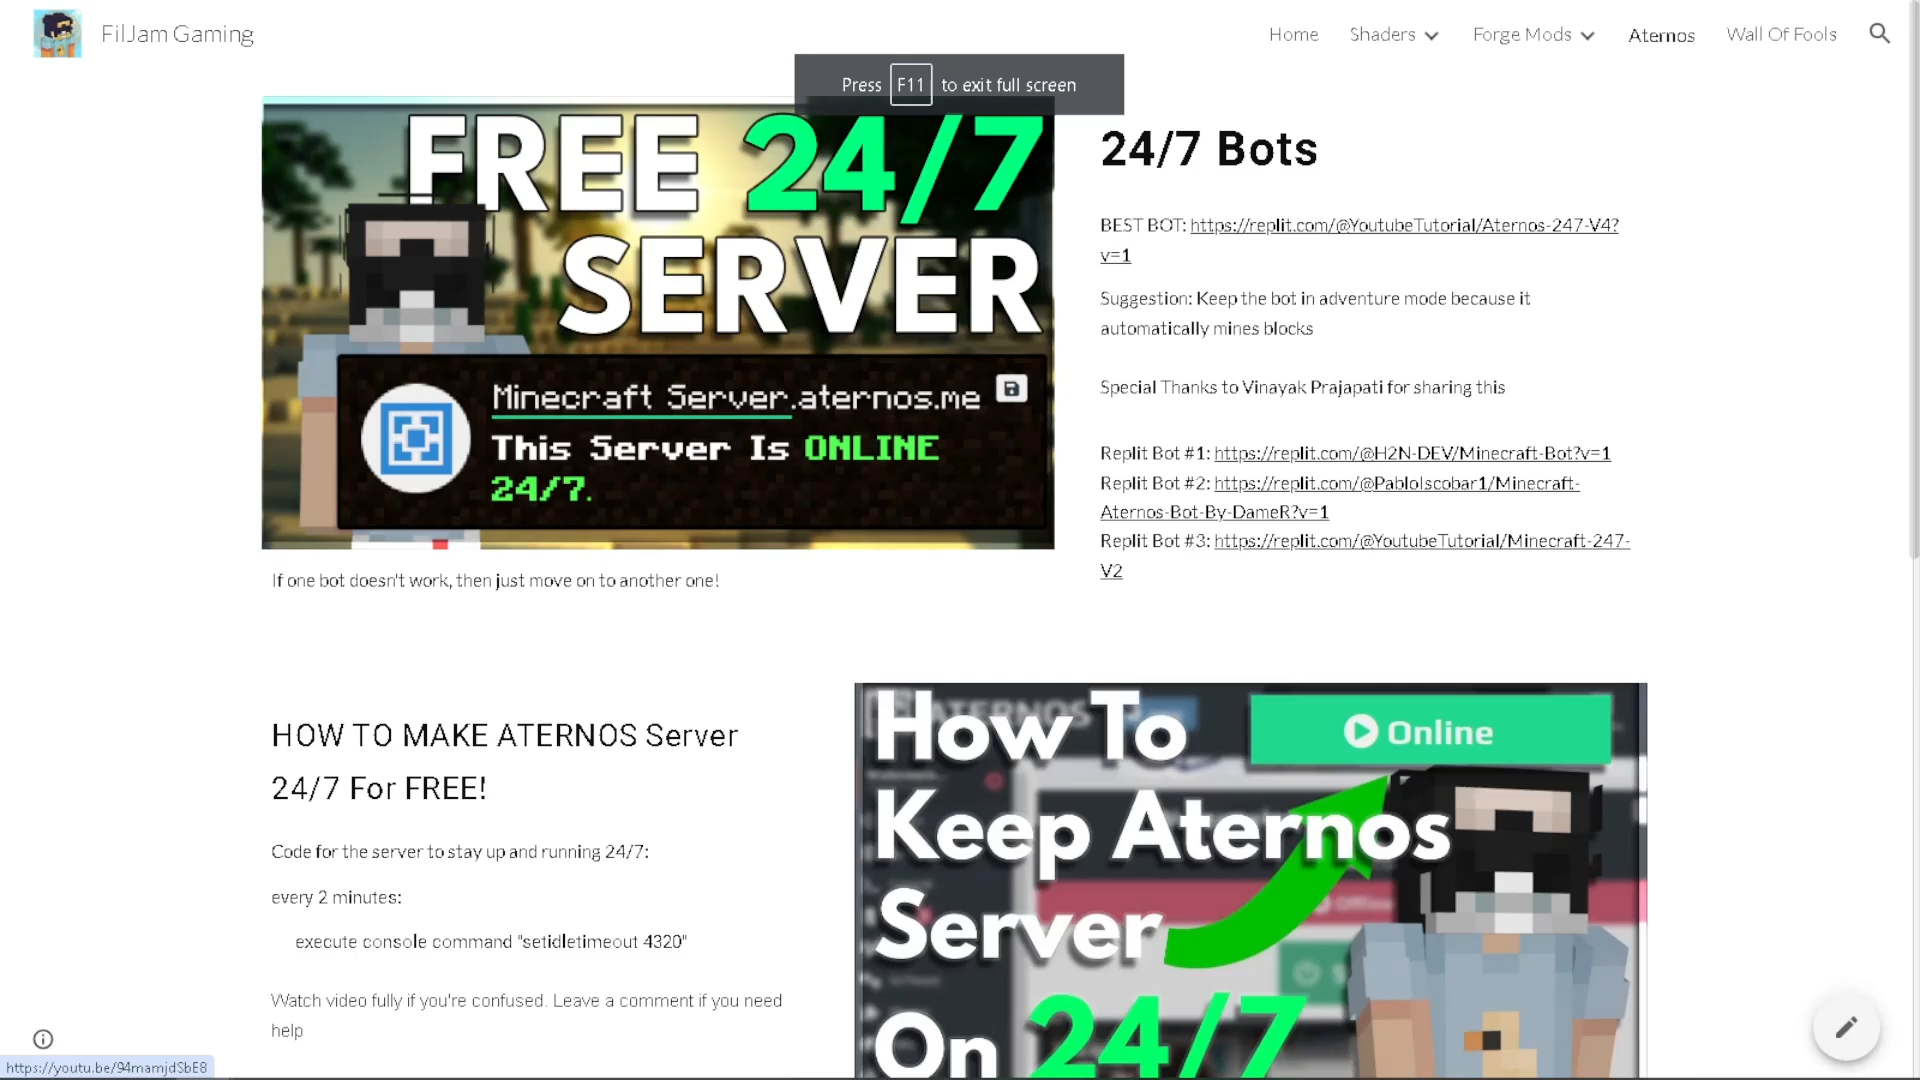 FilJam Gaming
Home
Shaders
Forge Mods
Aternos
Wall Of Fools
Press F11 to exit full screen
FREE 24/7
SERVER
Minecraft Server.aternos.me
This Server Is ONLINE
24/7.
If one bot doesn't work, then just move on to another one!
24/7 Bots
BEST BOT: https://replit.com/@YoutubeTutorial/Aternos-247-V4?
v=1
Suggestion: Keep the bot in adventure mode because it
automatically mines blocks
Special Thanks to Vinayak Prajapati for sharing this
Replit Bot #1: https://replit.com/@H2N-DEV/Minecraft-Bot?v=1
Replit Bot #2: https://replit.com/@PabloIscobar1/Minecraft-
Aternos-Bot-By-DameR?v=1
Replit Bot #3: https://replit.com/@YoutubeTutorial/Minecraft-247-
V2
HOW TO MAKE ATERNOS Server
24/7 For FREE!
Code for the server to stay up and running 24/7:
every 2 minutes:
execute console command "setidletimeout 4320"
Watch video fully if you're confused. Leave a comment if you need
help
How To
Keep Aternos
Server
On 24/7
Online
ATERNOS
Offline
https://youtu.be/94mamjdSbE8